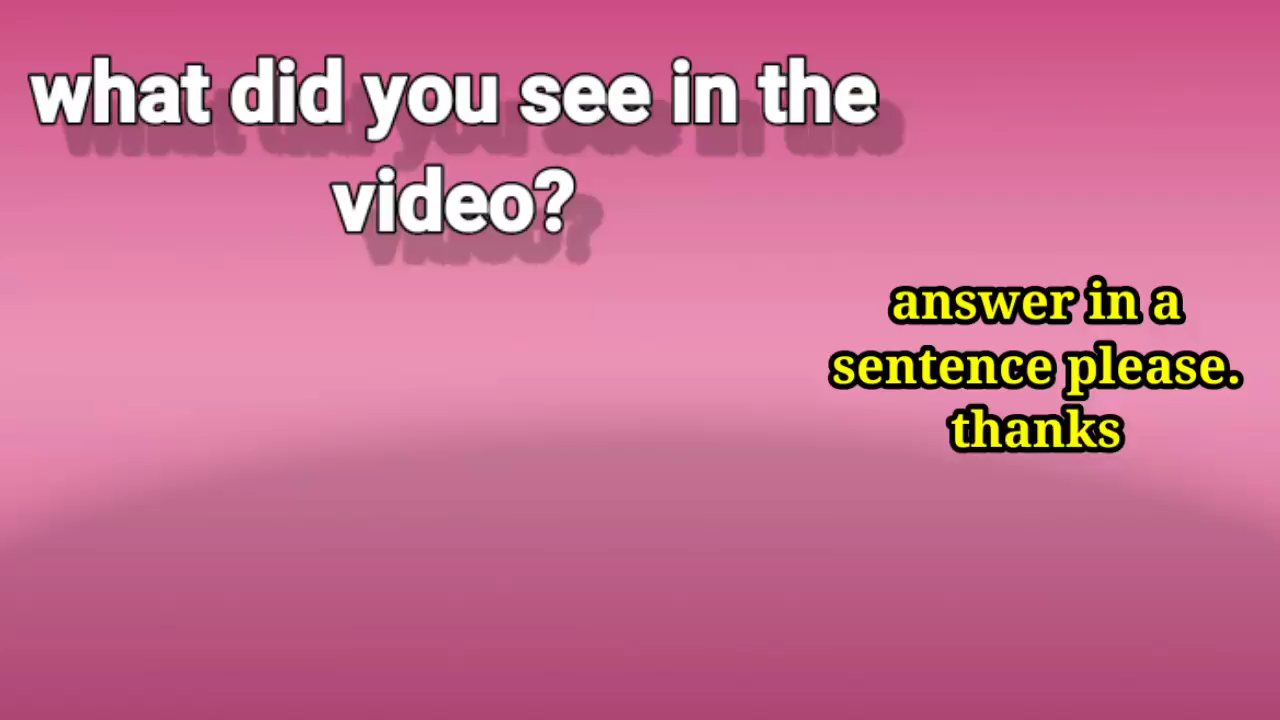 what did you see in the
video?
answer in a
sentence please.
thanks